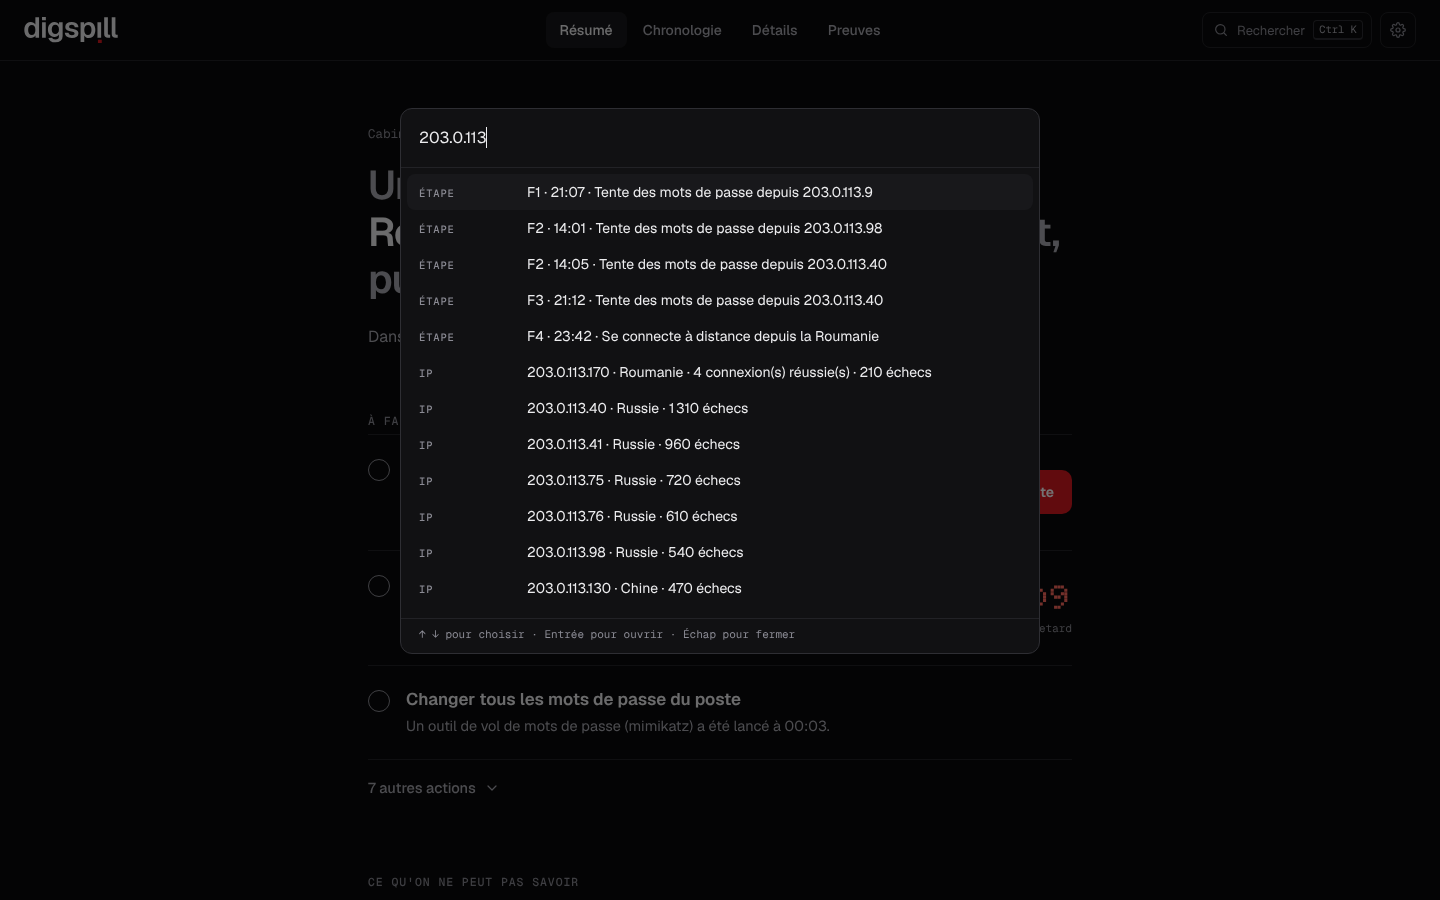 digspill
Résumé
Chronologie
Détails
Preuves
Rechercher
Ctrl K
203.0.113
ÉTAPE F1 · 21:07 · Tente des mots de passe depuis 203.0.113.9
ÉTAPE F2 · 14:01 · Tente des mots de passe depuis 203.0.113.98
ÉTAPE F2 · 14:05 · Tente des mots de passe depuis 203.0.113.40
ÉTAPE F3 · 21:12 · Tente des mots de passe depuis 203.0.113.40
ÉTAPE F4 · 23:42 · Se connecte à distance depuis la Roumanie
IP 203.0.113.170 · Roumanie · 4 connexion(s) réussie(s) · 210 échecs
IP 203.0.113.40 · Russie · 1 310 échecs
IP 203.0.113.41 · Russie · 960 échecs
IP 203.0.113.75 · Russie · 720 échecs
IP 203.0.113.76 · Russie · 610 échecs
IP 203.0.113.98 · Russie · 540 échecs
IP 203.0.113.130 · Chine · 470 échecs
↑ ↓ pour choisir · Entrée pour ouvrir · Échap pour fermer
Changer tous les mots de passe du poste
Un outil de vol de mots de passe (mimikatz) a été lancé à 00:03.
7 autres actions
CE QU'ON NE PEUT PAS SAVOIR